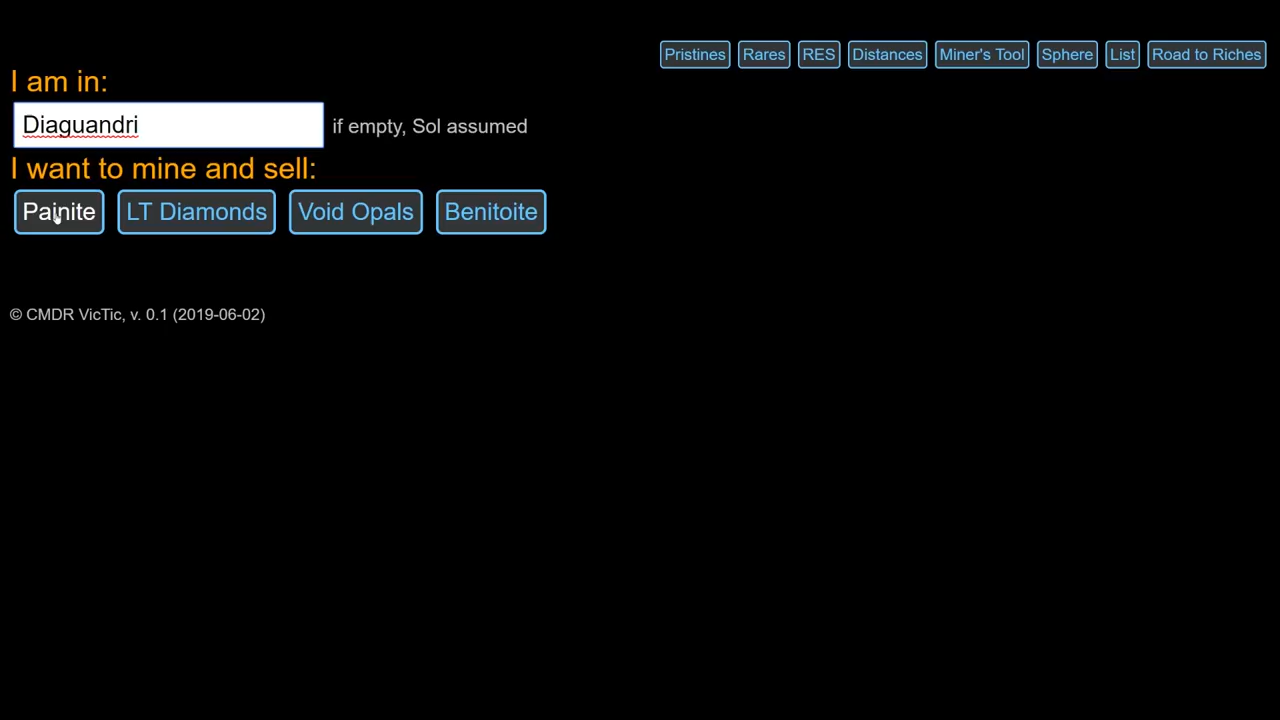 Pristines Rares RES Distances Miner's Tool Sphere List Road to Riches
I am in:
Diaguandri if empty, Sol assumed
I want to mine and sell:
Painite LT Diamonds Void Opals Benitoite
© CMDR VicTic, v. 0.1 (2019-06-02)